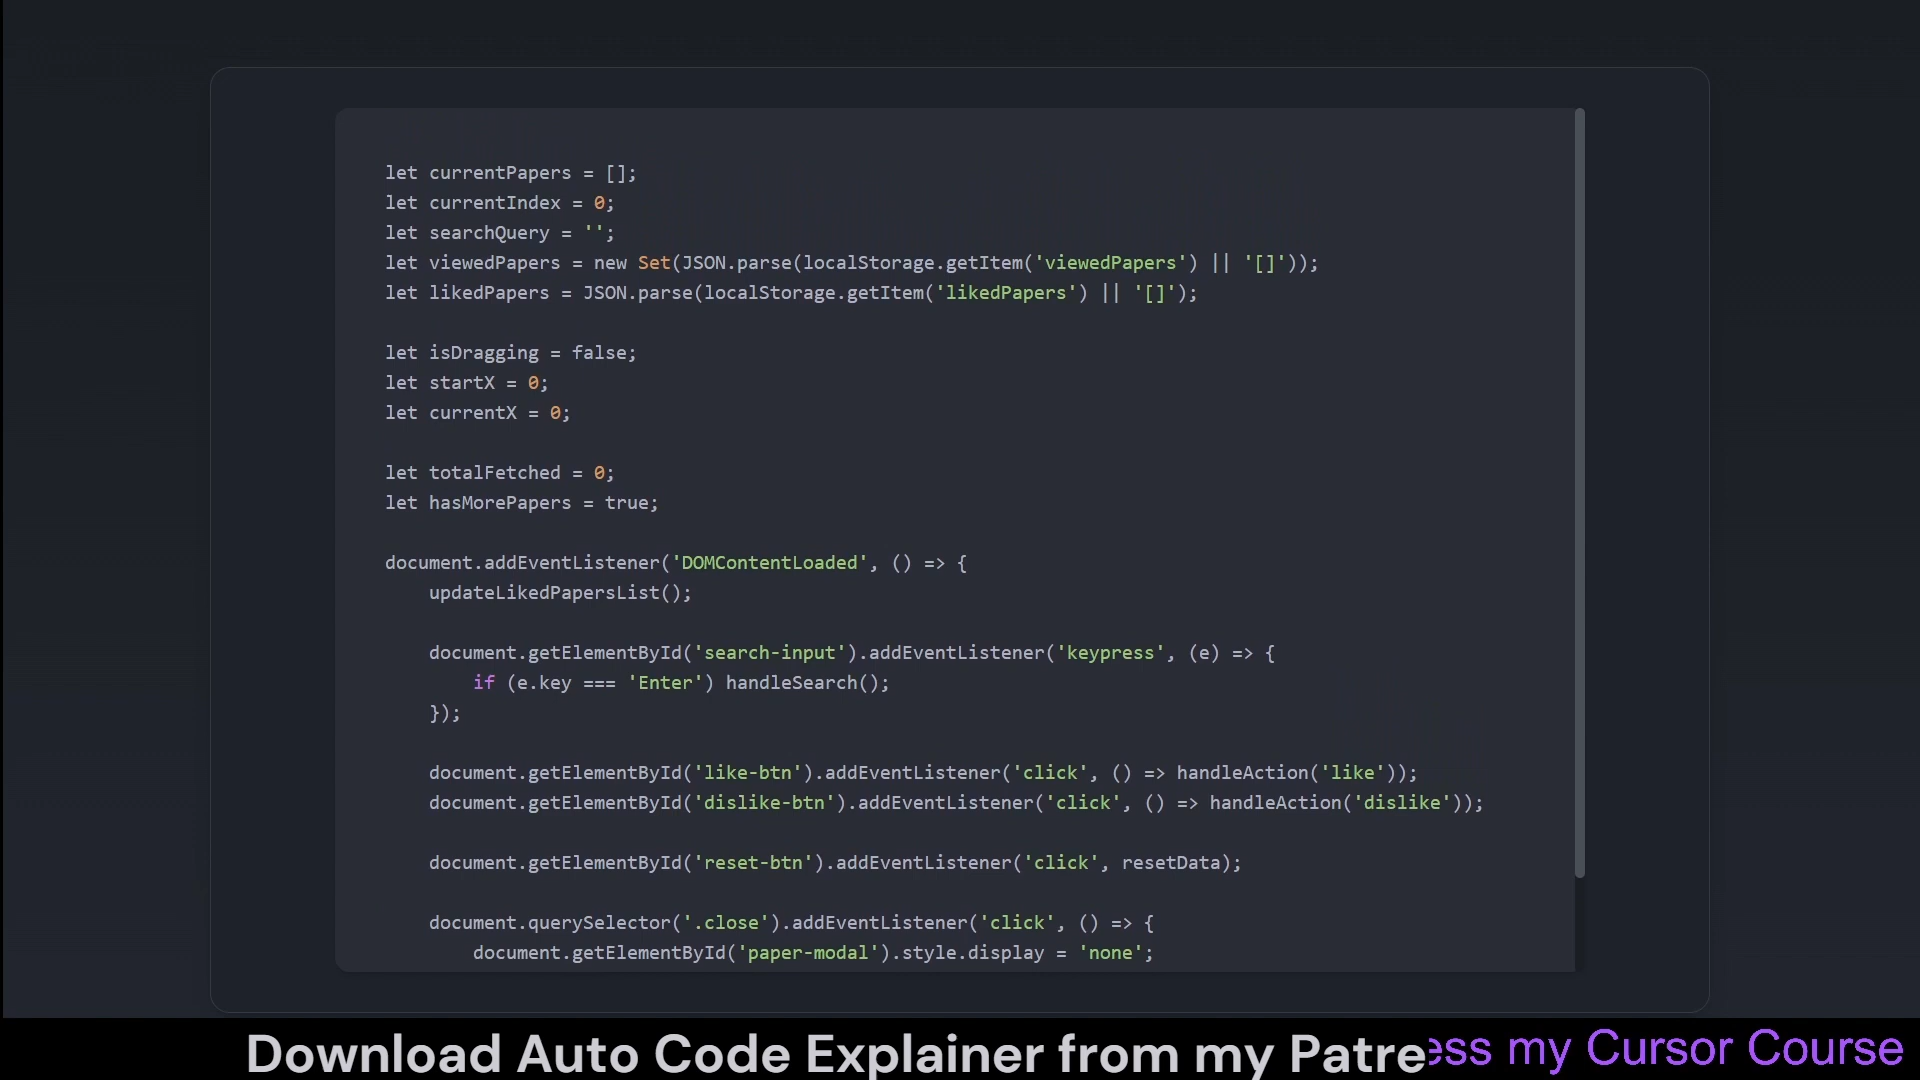 let currentPapers = [];
let currentIndex = 0;
let searchQuery = '';
let viewedPapers = new Set(JSON.parse(localStorage.getItem('viewedPapers') || '[]'));
let likedPapers = JSON.parse(localStorage.getItem('likedPapers') || '[]');
let isDragging = false;
let startX = 0;
let currentX = 0;
let totalFetched = 0;
let hasMorePapers = true;
document.addEventListener('DOMContentLoaded', () => {
updateLikedPapersList();
document.getElementById('search-input').addEventListener('keypress', (e) => {
if (e.key === 'Enter') handleSearch();
});
document.getElementById('like-btn').addEventListener('click', () => handleAction('like'));
document.getElementById('dislike-btn').addEventListener('click', () => handleAction('dislike'));
document.getElementById('reset-btn').addEventListener('click', resetData);
document.querySelector('.close').addEventListener('click', () => {
document.getElementById('paper-modal').style.display = 'none';
Download Auto Code Explainer from my Patre
ess my Cursor Course